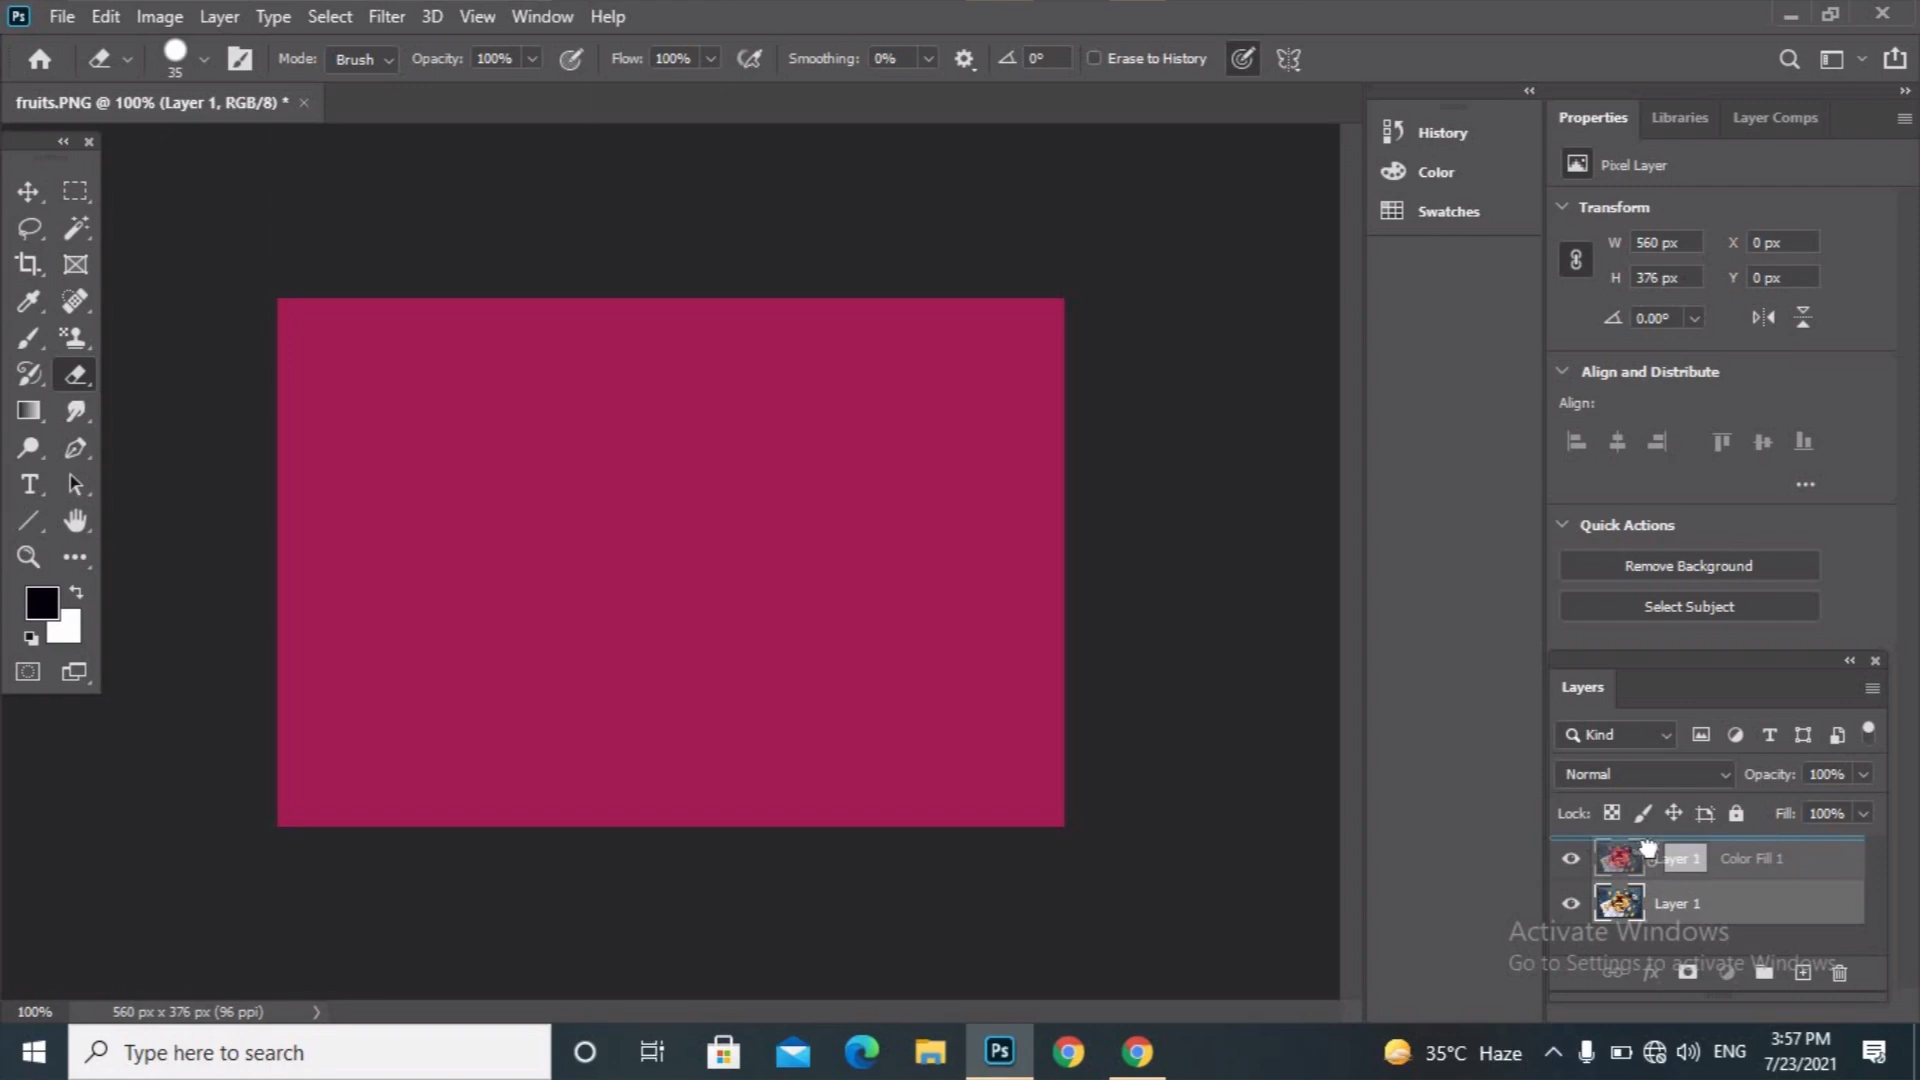 Ps File Edit Image Layer Type Select Filter 3D View Window Help
35 Mode: Brush Opacity: 100% Flow: 100% Smoothing: 0% 0° Erase to History
fruits.PNG @ 100% (Layer 1, RGB/8) *
History
Color
Swatches
Properties Libraries Layer Comps
Pixel Layer
Transform
W 560 px X 0 px
H 376 px Y 0 px
0.00°
Align and Distribute
Align:
Quick Actions
Remove Background
Select Subject
Layers
Kind
Normal Opacity: 100%
Lock: Fill: 100%
Layer 1 Color Fill 1
Layer 1
Activate Windows
Go to Settings to activate Windows.
100% 560 px x 376 px (96 ppi)
Type here to search
Ps
35°C Haze ENG 3:57 PM
7/23/2021